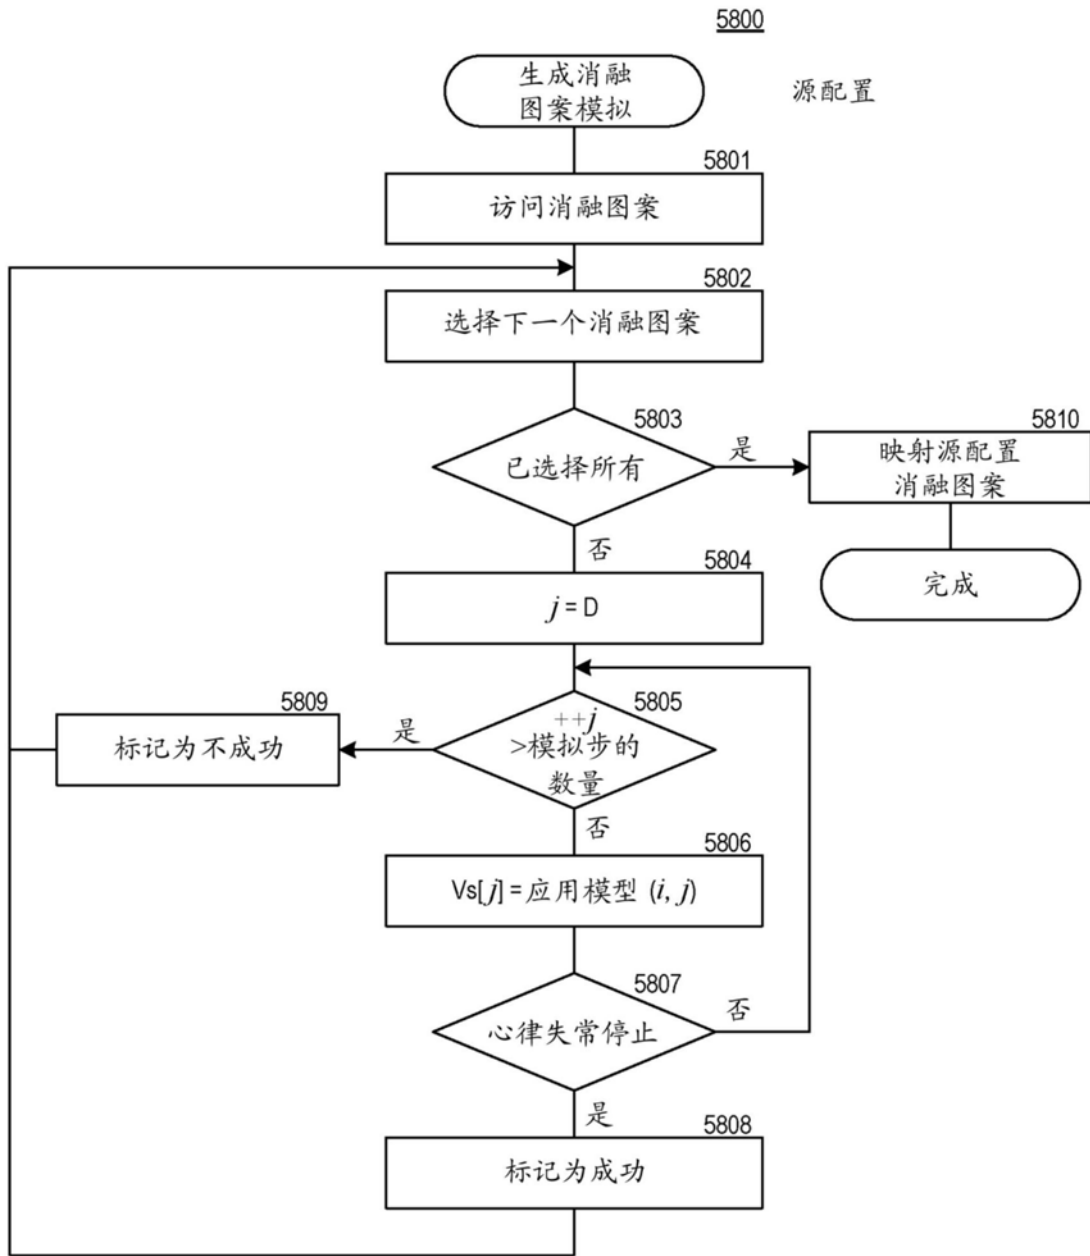 5800
生成消融
图案模拟
源配置
5801
访问消融图案
5802
选择下一个消融图案
5803
已选择所有
是
5810
映射源配置
消融图案
否
完成
5804
j = D
5805
++j
>模拟步的
数量
是
5809
标记为不成功
否
5806
Vs[j] = 应用模型 (i, j)
5807
心律失常停止
否
是
5808
标记为成功